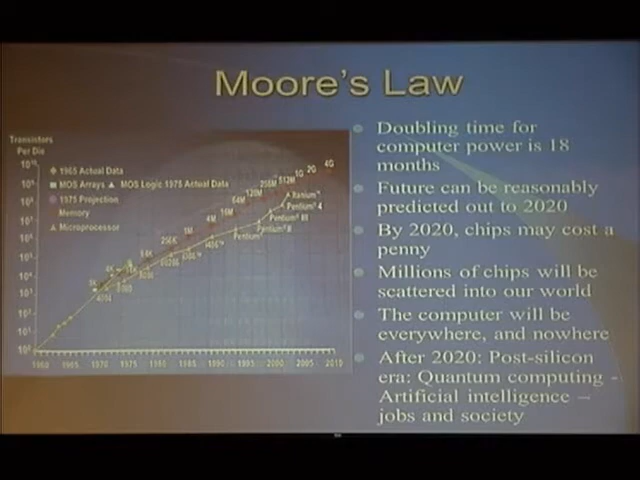 Moore's Law
Transistors
Per Die
1965 Actual Data
MOS Arrays MOS Logic 1975 Actual Data
1975 Projection
Memory
Microprocessor
1M
4M
16M
64M
128M
256M
512M
1G
2G
4G
256K
Itanium
Pentium 4
Pentium III
Pentium II
Pentium
1960 1965 1970 1975 1980 1985 1990 1995 2000 2005 2010
Doubling time for
computer power is 18
months
Future can be reasonably
predicted out to 2020
By 2020, chips may cost a
penny
Millions of chips will be
scattered into our world
The computer will be
everywhere, and nowhere
After 2020: Post-silicon
era: Quantum computing -
Artificial intelligence –
jobs and society